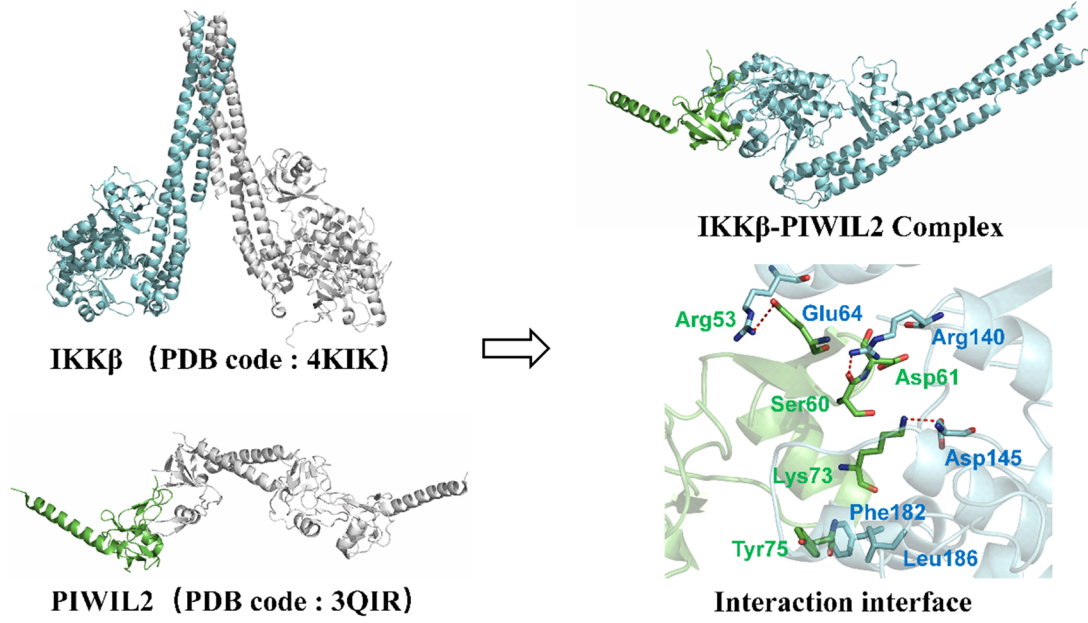 IKKβ （PDB code : 4KIK）
PIWIL2（PDB code : 3QIR）
IKKβ-PIWIL2 Complex
Arg53
Glu64
Arg140
Asp61
Ser60
Lys73
Asp145
Phe182
Tyr75
Leu186
Interaction interface